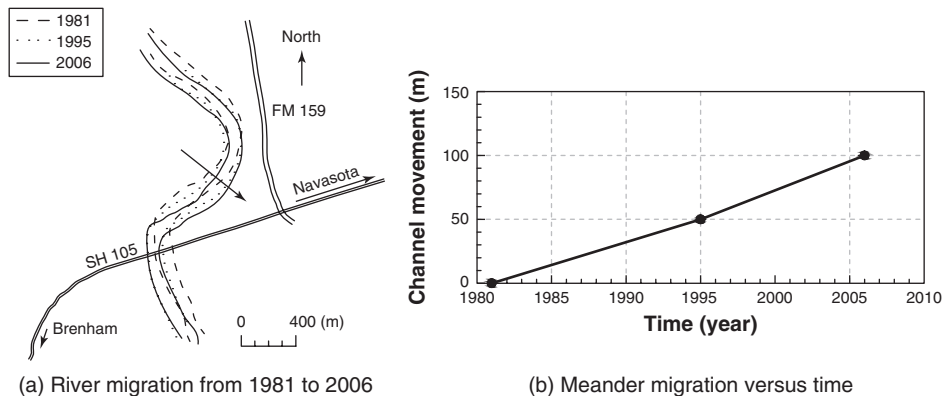 1981
1995
2006
North
FM 159
Navasota
SH 105
Brenham
0 400 (m)
(a) River migration from 1981 to 2006
150
100
50
0
Channel movement (m)
1980 1985 1990 1995 2000 2005 2010
Time (year)
(b) Meander migration versus time